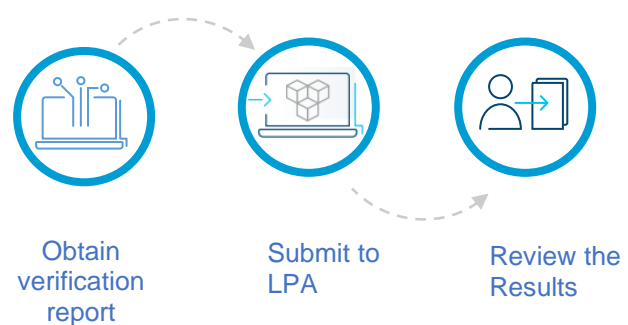 Obtain
verification
report
Submit to
LPA
Review the
Results